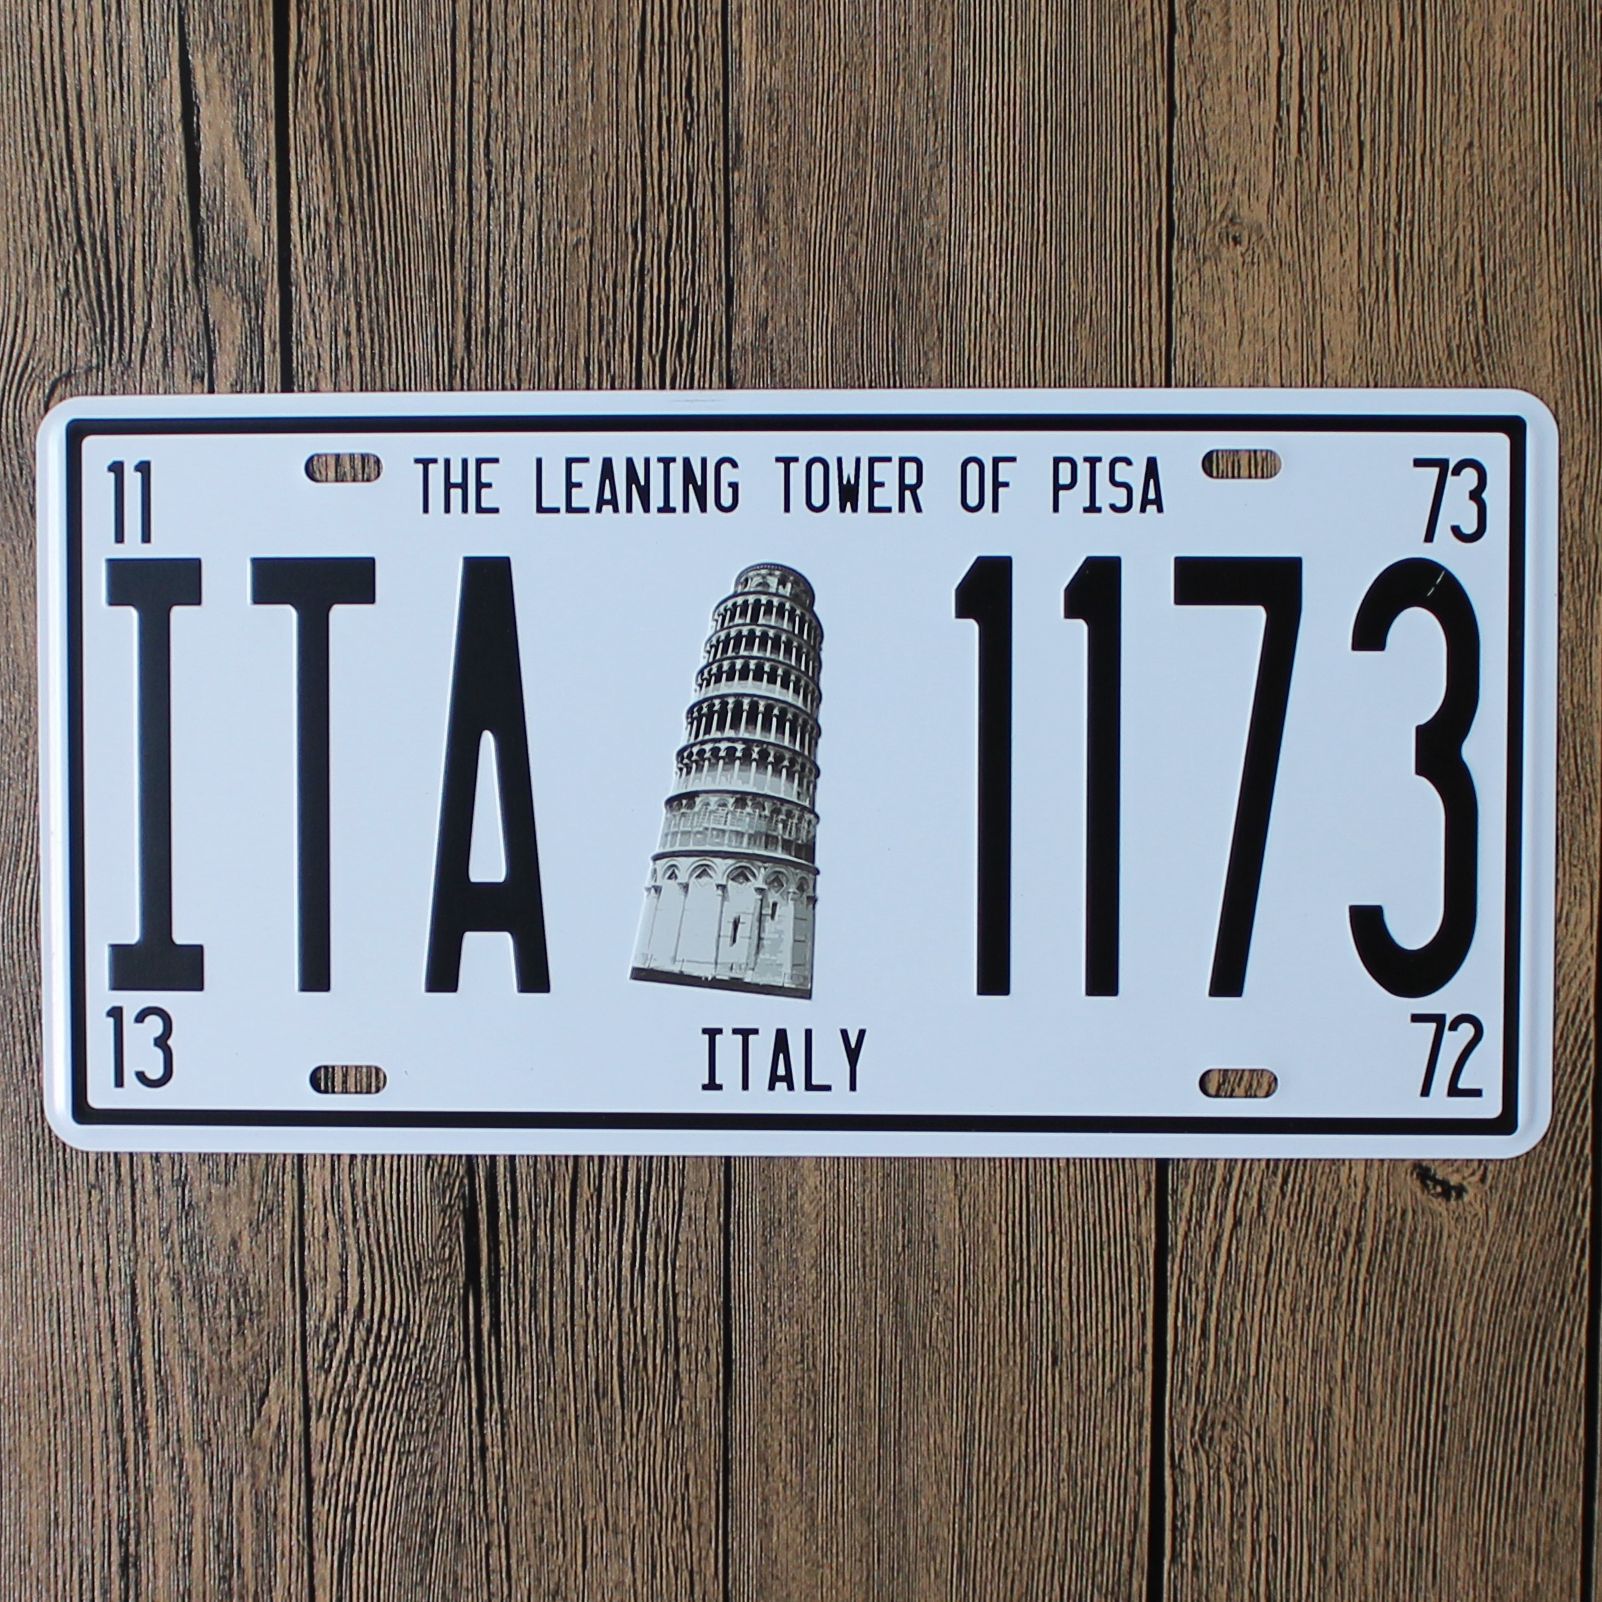 11 THE LEANING TOWER OF PISA 73
ITA 1173
13 ITALY 72